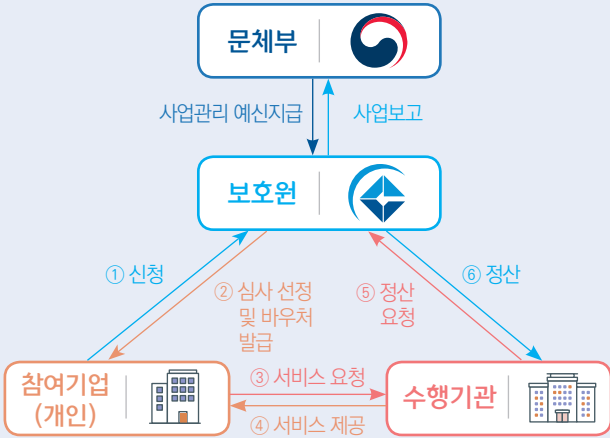 문체부
사업관리 예신지급
사업보고
보호원
① 신청
② 심사 선정
및 바우처
발급
⑤ 정산
요청
⑥ 정산
참여기업
(개인)
③ 서비스 요청
④ 서비스 제공
수행기관